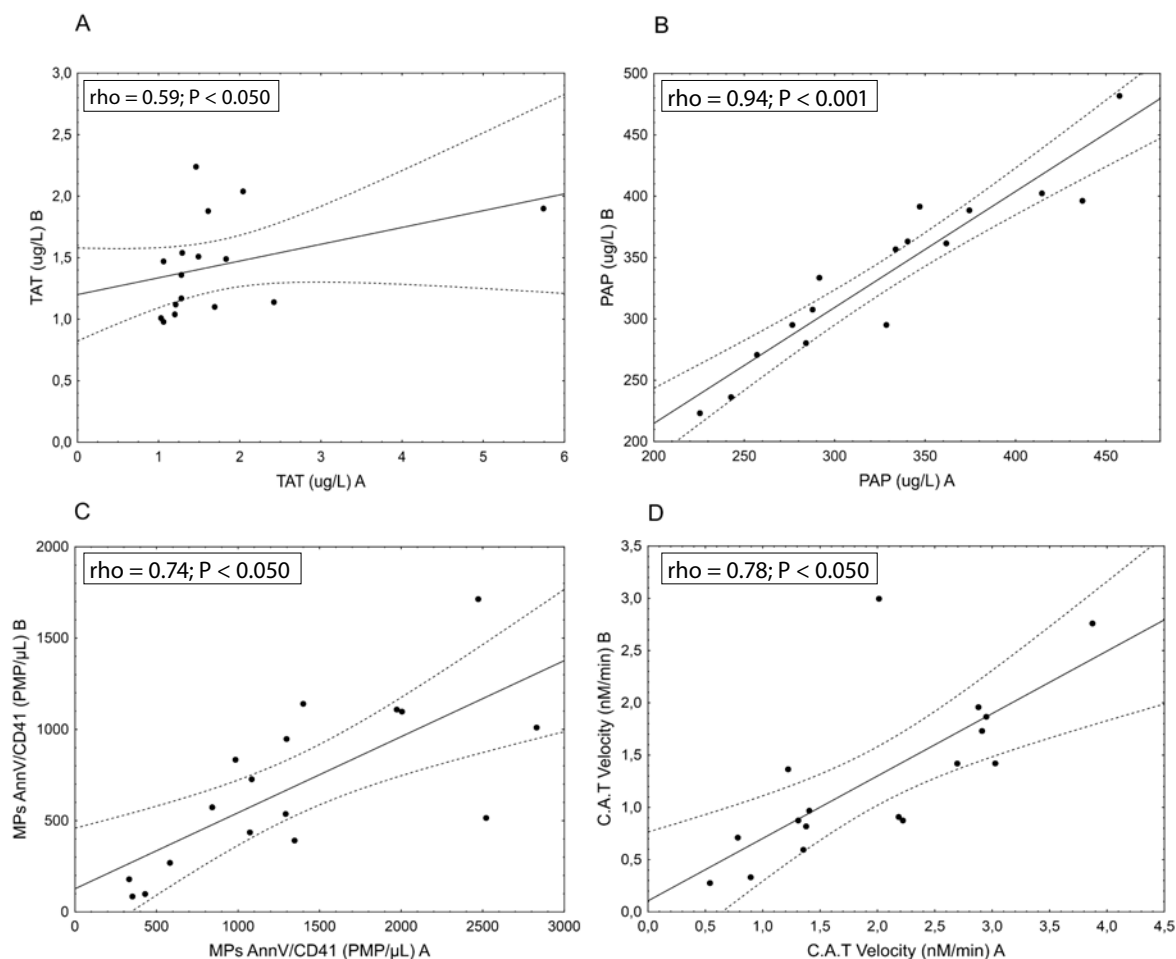 A
rho = 0.59; P < 0.050
3,0
2,5
2,0
1,5
1,0
0,5
0,0
TAT (ug/L) B
0 1 2 3 4 5 6
TAT (ug/L) A
B
rho = 0.94; P < 0.001
500
450
400
350
300
250
200
PAP (ug/L) B
200 250 300 350 400 450
PAP (ug/L) A
C
rho = 0.74; P < 0.050
2000
1500
1000
500
0
MPs AnnV/CD41 (PMP/μL) B
0 500 1000 1500 2000 2500 3000
MPs AnnV/CD41 (PMP/μL) A
D
rho = 0.78; P < 0.050
3,5
3,0
2,5
2,0
1,5
1,0
0,5
0,0
C.A.T Velocity (nM/min) B
0,0 0,5 1,0 1,5 2,0 2,5 3,0 3,5 4,0 4,5
C.A.T Velocity (nM/min) A